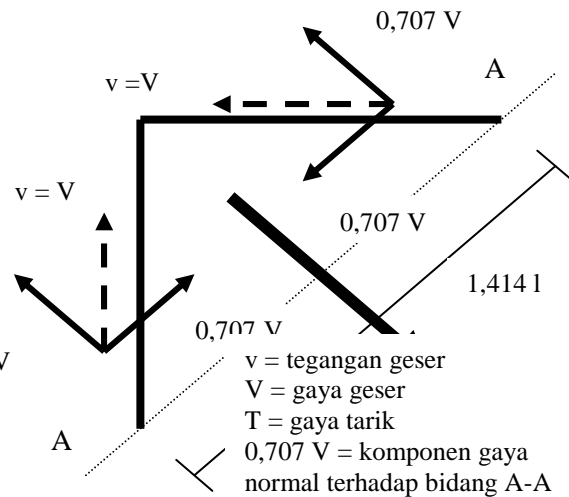 0,707 V
A
v =V
v = V
0,707 V
1,414 l
0,707 V
V
A
v = tegangan geser
V = gaya geser
T = gaya tarik
0,707 V = komponen gaya
normal terhadap bidang A-A